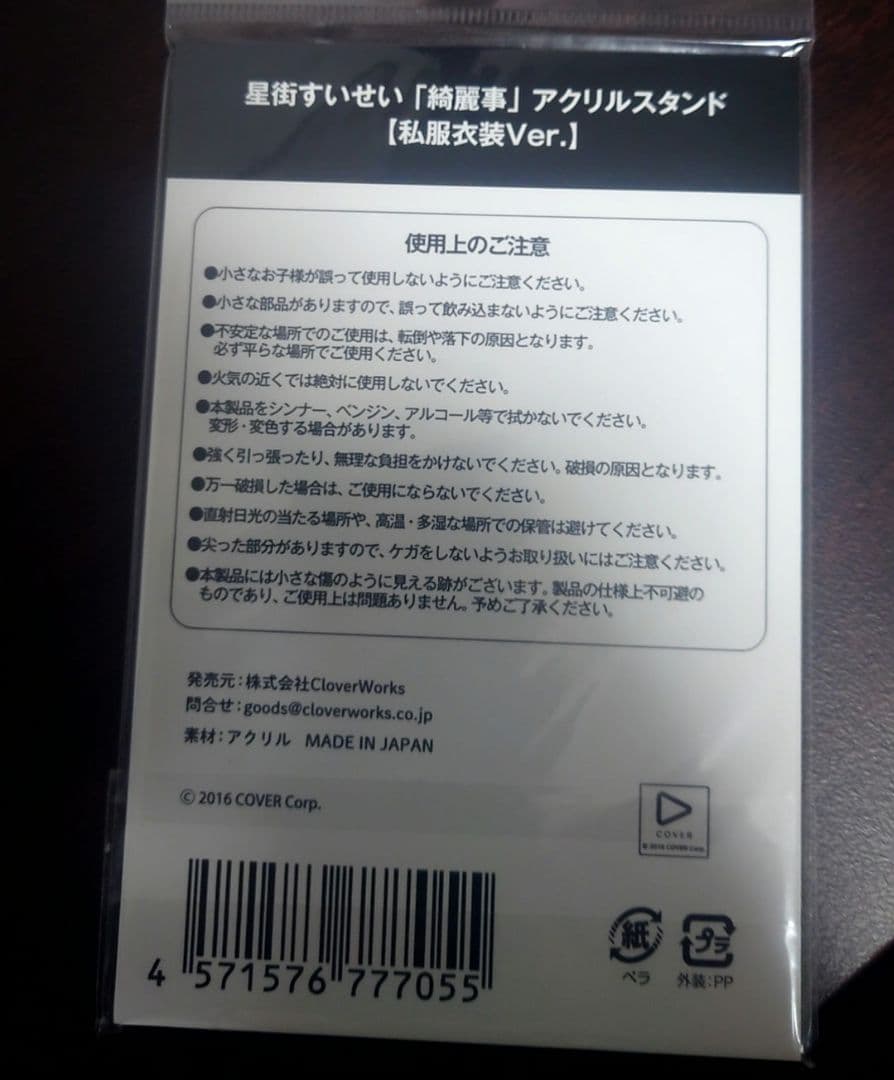 星街すいせい「綺麗事」アクリルスタンド
【私服衣装Ver.】
使用上のご注意
●小さなお子様が誤って使用しないようにご注意ください。
●小さな部品がありますので、誤って飲み込まないようにご注意ください。
●不安定な場所でのご使用は、転倒や落下の原因となります。
必ず平らな場所でご使用ください。
●火気の近くでは絶対に使用しないでください。
●本製品をシンナー、ベンジン、アルコール等で拭かないでください。
変形・変色する場合があります。
●強く引っ張ったり、無理な負担をかけないでください。破損の原因となります。
●万一破損した場合は、ご使用にならないでください。
●直射日光の当たる場所や、高温・多湿な場所での保管は避けてください。
●尖った部分がありますので、ケガをしないようお取り扱いにはご注意ください。
●本製品には小さな傷のように見える跡がございます。製品の仕様上不可避の
ものであり、ご使用上は問題ありません。予めご了承ください。
発売元：株式会社CloverWorks
問合せ：goods@cloverworks.co.jp
素材：アクリル MADE IN JAPAN
© 2016 COVER Corp.
COVER
© 2016 COVER Corp.
4 571576 777055
紙
ベラ
プラ
外装：PP